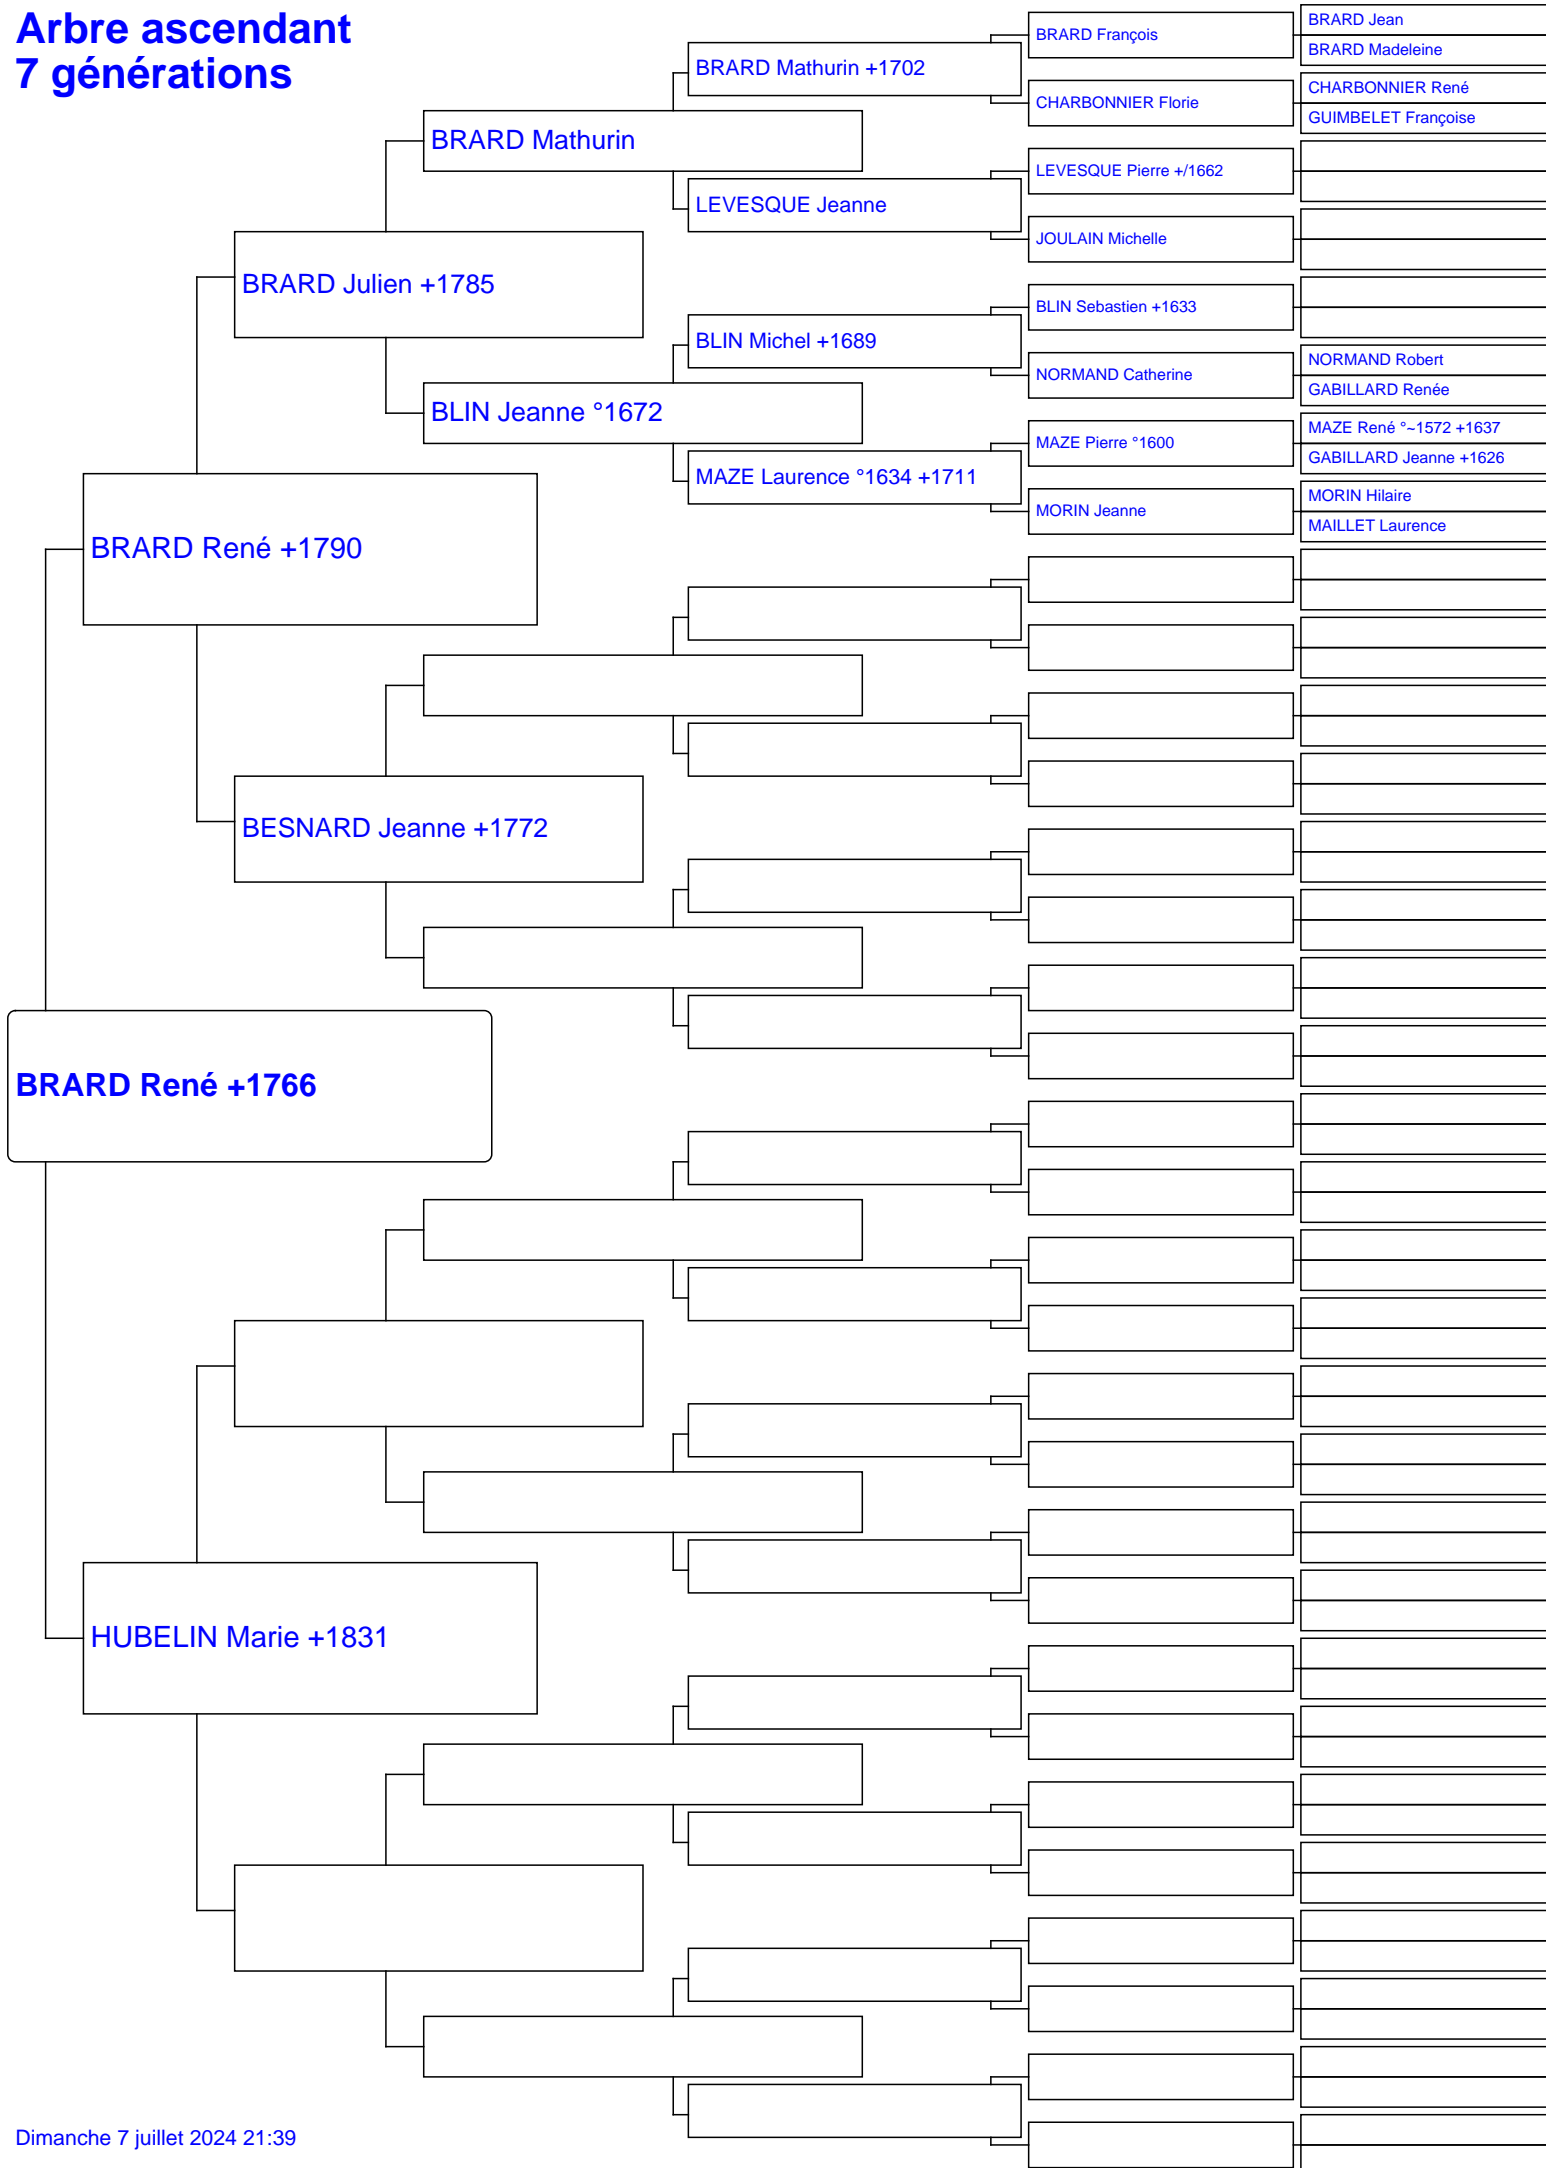 Arbre ascendant
7 générations
BRARD René +1766
BRARD René +1790
HUBELIN Marie +1831
BRARD Julien +1785
BESNARD Jeanne +1772
BRARD Mathurin
BLIN Jeanne °1672
BRARD Mathurin +1702
LEVESQUE Jeanne
BLIN Michel +1689
MAZE Laurence °1634 +1711
BRARD François
CHARBONNIER Florie
LEVESQUE Pierre +/1662
JOULAIN Michelle
BLIN Sebastien +1633
NORMAND Catherine
MAZE Pierre °1600
MORIN Jeanne
BRARD Jean
BRARD Madeleine
CHARBONNIER René
GUIMBELET Françoise
NORMAND Robert
GABILLARD Renée
MAZE René °~1572 +1637
GABILLARD Jeanne +1626
MORIN Hilaire
MAILLET Laurence
Dimanche 7 juillet 2024 21:39